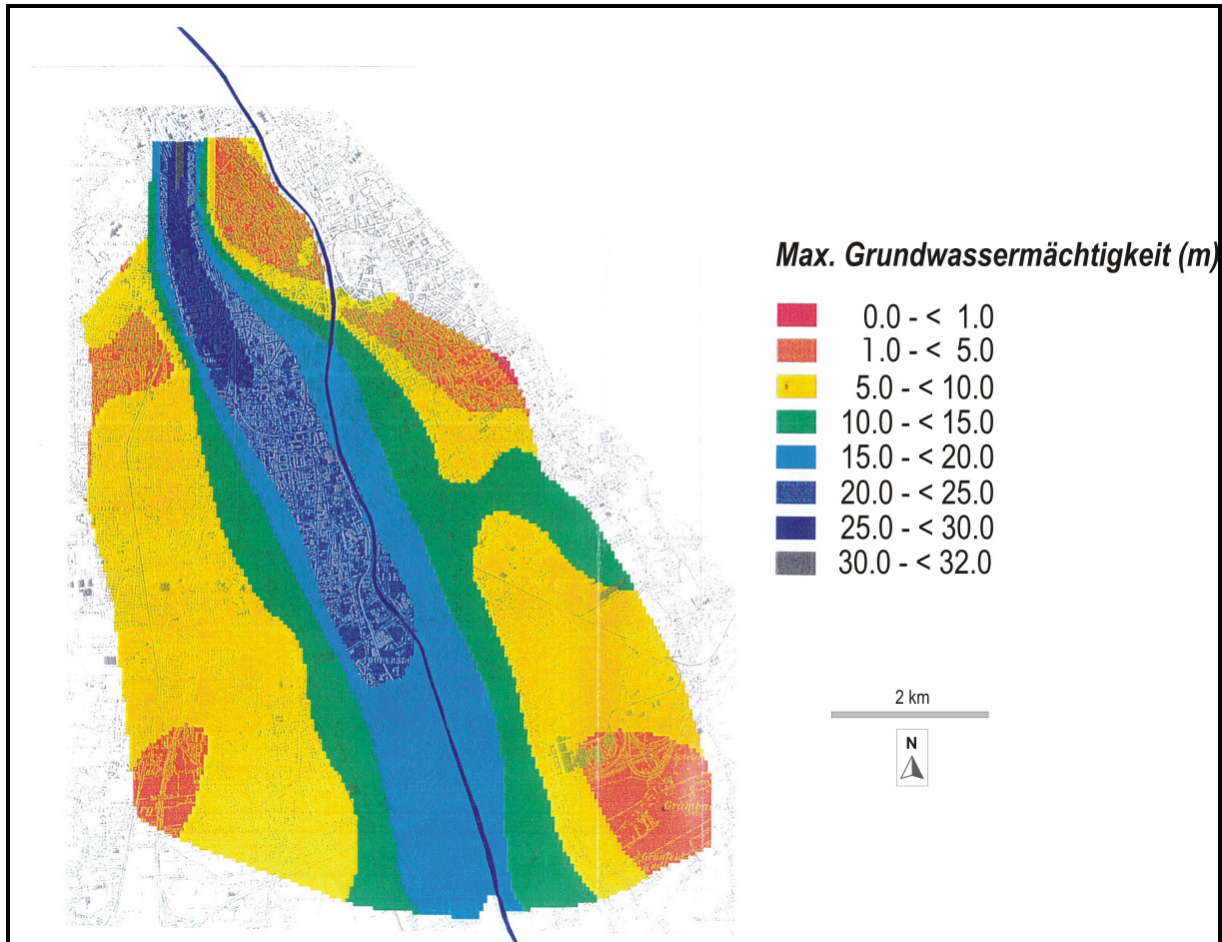 Max. Grundwassermächtigkeit (m)
0.0 - < 1.0
1.0 - < 5.0
5.0 - < 10.0
10.0 - < 15.0
15.0 - < 20.0
20.0 - < 25.0
25.0 - < 30.0
30.0 - < 32.0
2 km
N